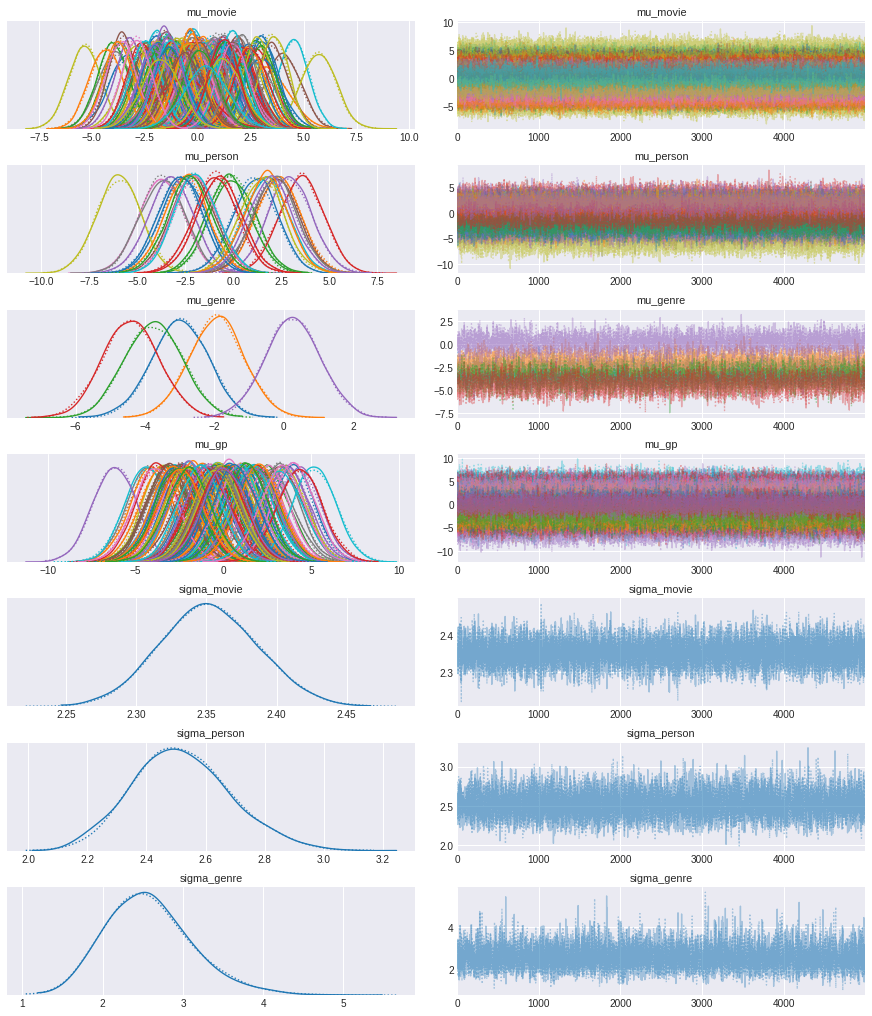 mu_movie mu_movie
10
5
0
−5
−7.5 −5.0 −2.5 0.0 2.5 5.0 7.5 10.0 0 1000 2000 3000 4000
mu_person mu_person
5
0
−5
−10
−10.0 −7.5 −5.0 −2.5 0.0 2.5 5.0 7.5 0 1000 2000 3000 4000
mu_genre mu_genre
2.5
0.0
−2.5
−5.0
−7.5
−6 −4 −2 0 2 0 1000 2000 3000 4000
mu_gp mu_gp
10
5
0
−5
−10
−10 −5 0 5 10 0 1000 2000 3000 4000
sigma_movie sigma_movie
2.4
2.3
2.25 2.30 2.35 2.40 2.45 0 1000 2000 3000 4000
sigma_person sigma_person
3.0
2.5
2.0
2.0 2.2 2.4 2.6 2.8 3.0 3.2 0 1000 2000 3000 4000
sigma_genre sigma_genre
4
2
1 2 3 4 5 0 1000 2000 3000 4000